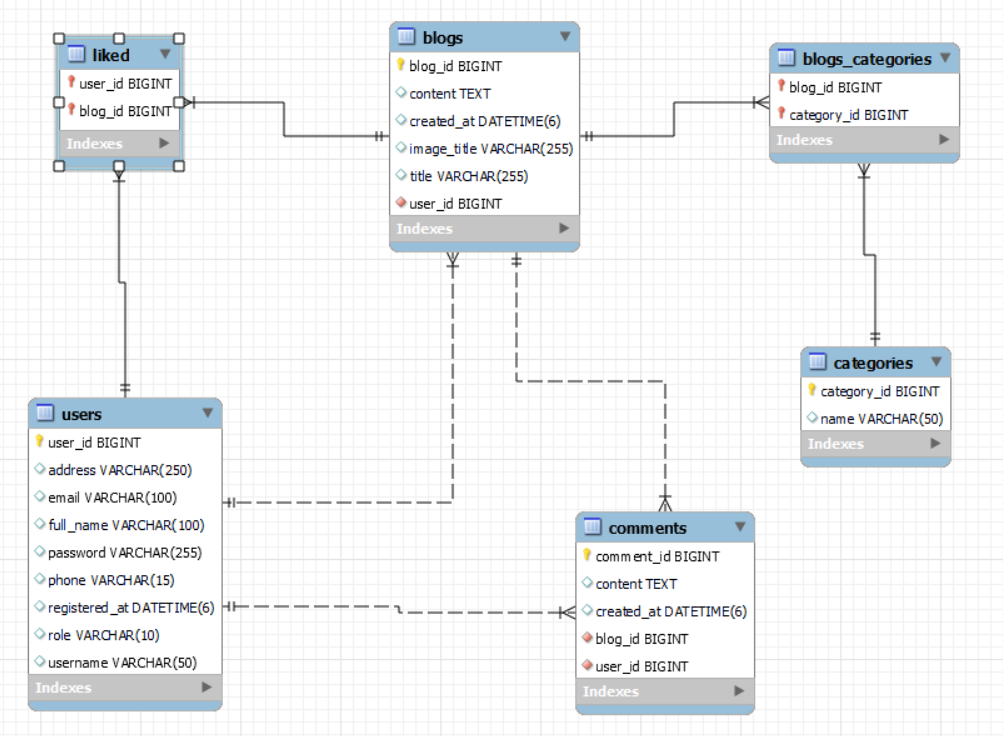 liked
user_id BIGINT
blog_id BIGINT
Indexes
blogs
blog_id BIGINT
content TEXT
created_at DATETIME(6)
image_title VARCHAR(255)
title VARCHAR(255)
user_id BIGINT
Indexes
blogs_categories
blog_id BIGINT
category_id BIGINT
Indexes
categories
category_id BIGINT
name VARCHAR(50)
Indexes
users
user_id BIGINT
address VARCHAR(250)
email VARCHAR(100)
full_name VARCHAR(100)
password VARCHAR(255)
phone VARCHAR(15)
registered_at DATETIME(6)
role VARCHAR(10)
username VARCHAR(50)
Indexes
comments
comment_id BIGINT
content TEXT
created_at DATETIME(6)
blog_id BIGINT
user_id BIGINT
Indexes